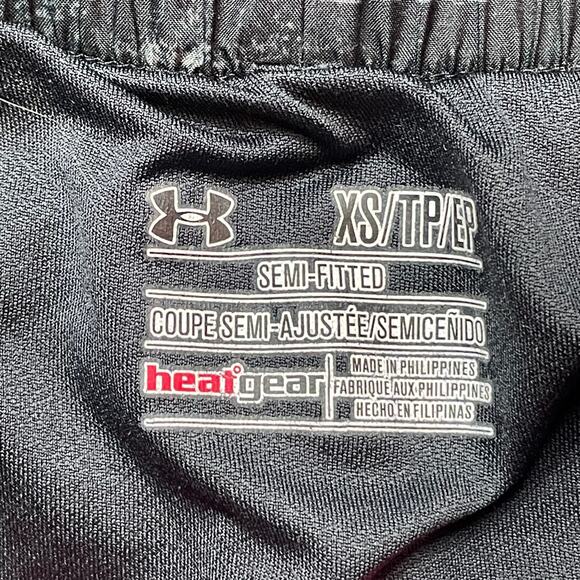 XS/TP/EP
SEMI-FITTED
COUPE SEMI-AJUSTÉE/SEMICEÑIDO
heatgear
MADE IN PHILIPPINES
FABRIQUÉ AUX PHILIPPINES
HECHO EN FILIPINAS